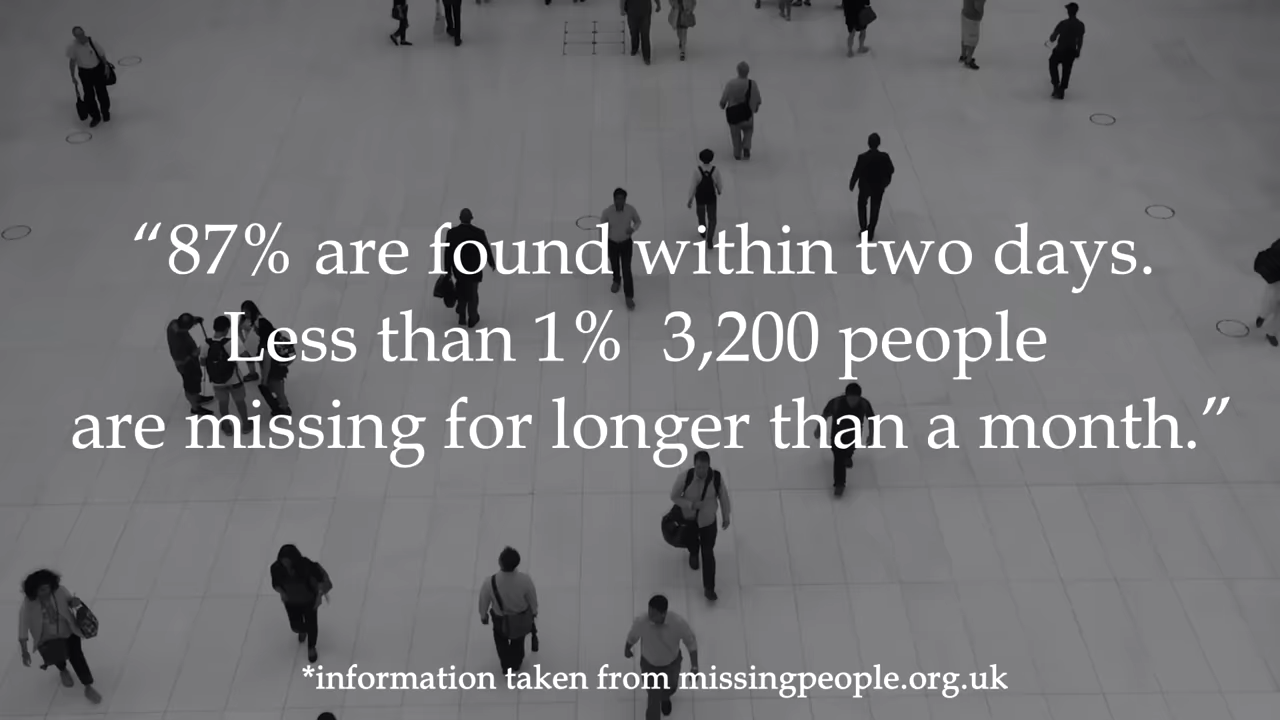 “87% are found within two days.
Less than 1% 3,200 people
are missing for longer than a month.”
*information taken from missingpeople.org.uk